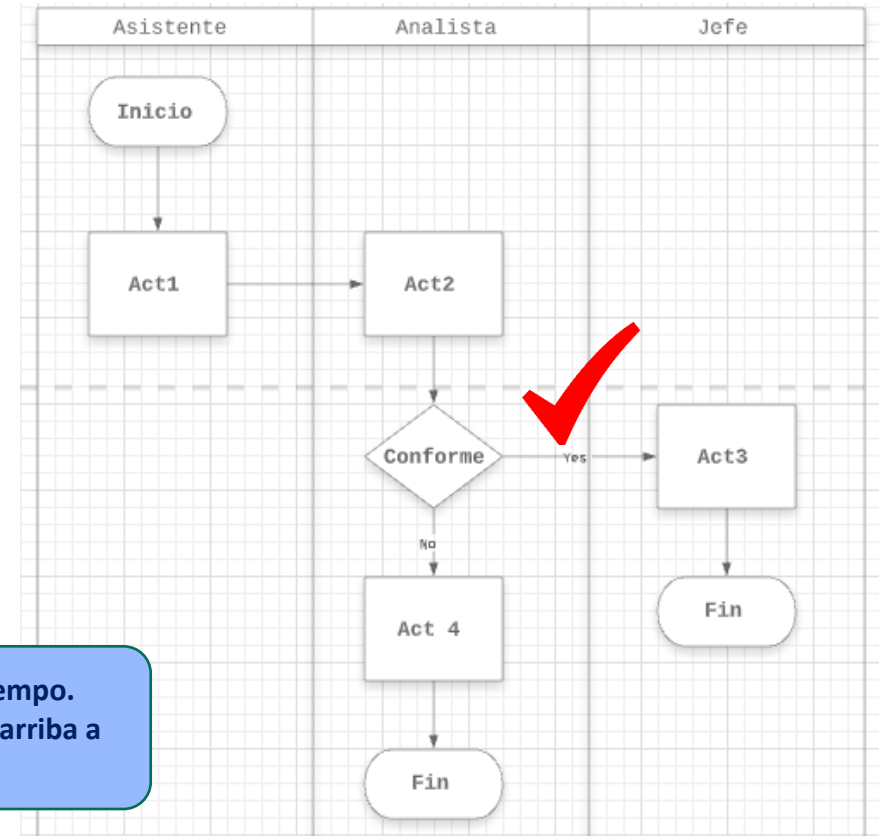 Asistente Analista Jefe
Inicio
Act1 Act2
Conforme Yes Act3
No
Act 4 Fin
empo.
arriba a
Fin